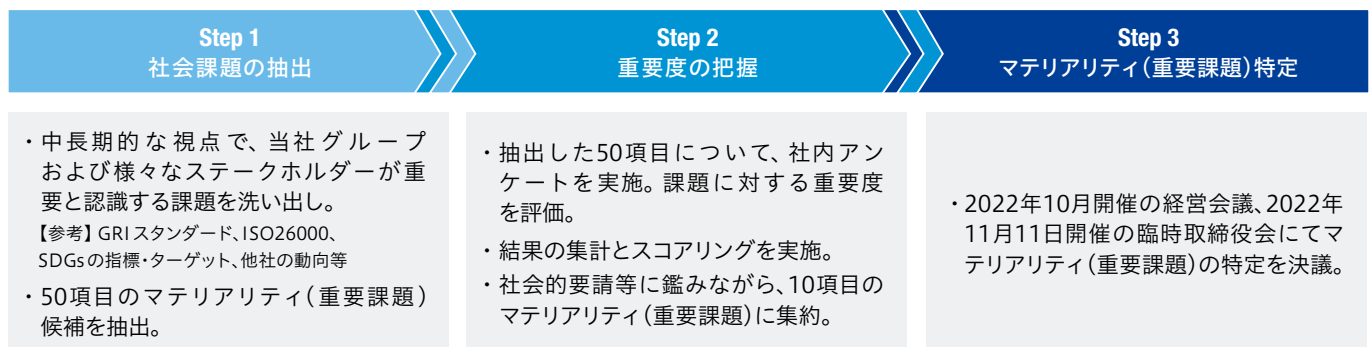 Step 1
社会課題の抽出
・中長期的な視点で、当社グループ
および様々なステークホルダーが重
要と認識する課題を洗い出し。
【参考】GRIスタンダード、ISO26000、
SDGsの指標・ターゲット、他社の動向等
・50項目のマテリアリティ（重要課題）
候補を抽出。
Step 2
重要度の把握
・抽出した50項目について、社内アン
ケートを実施。課題に対する重要度
を評価。
・結果の集計とスコアリングを実施。
・社会的要請等に鑑みながら、10項目の
マテリアリティ（重要課題）に集約。
Step 3
マテリアリティ（重要課題）特定
・2022年10月開催の経営会議、2022年
11月11日開催の臨時取締役会にてマ
テリアリティ（重要課題）の特定を決議。